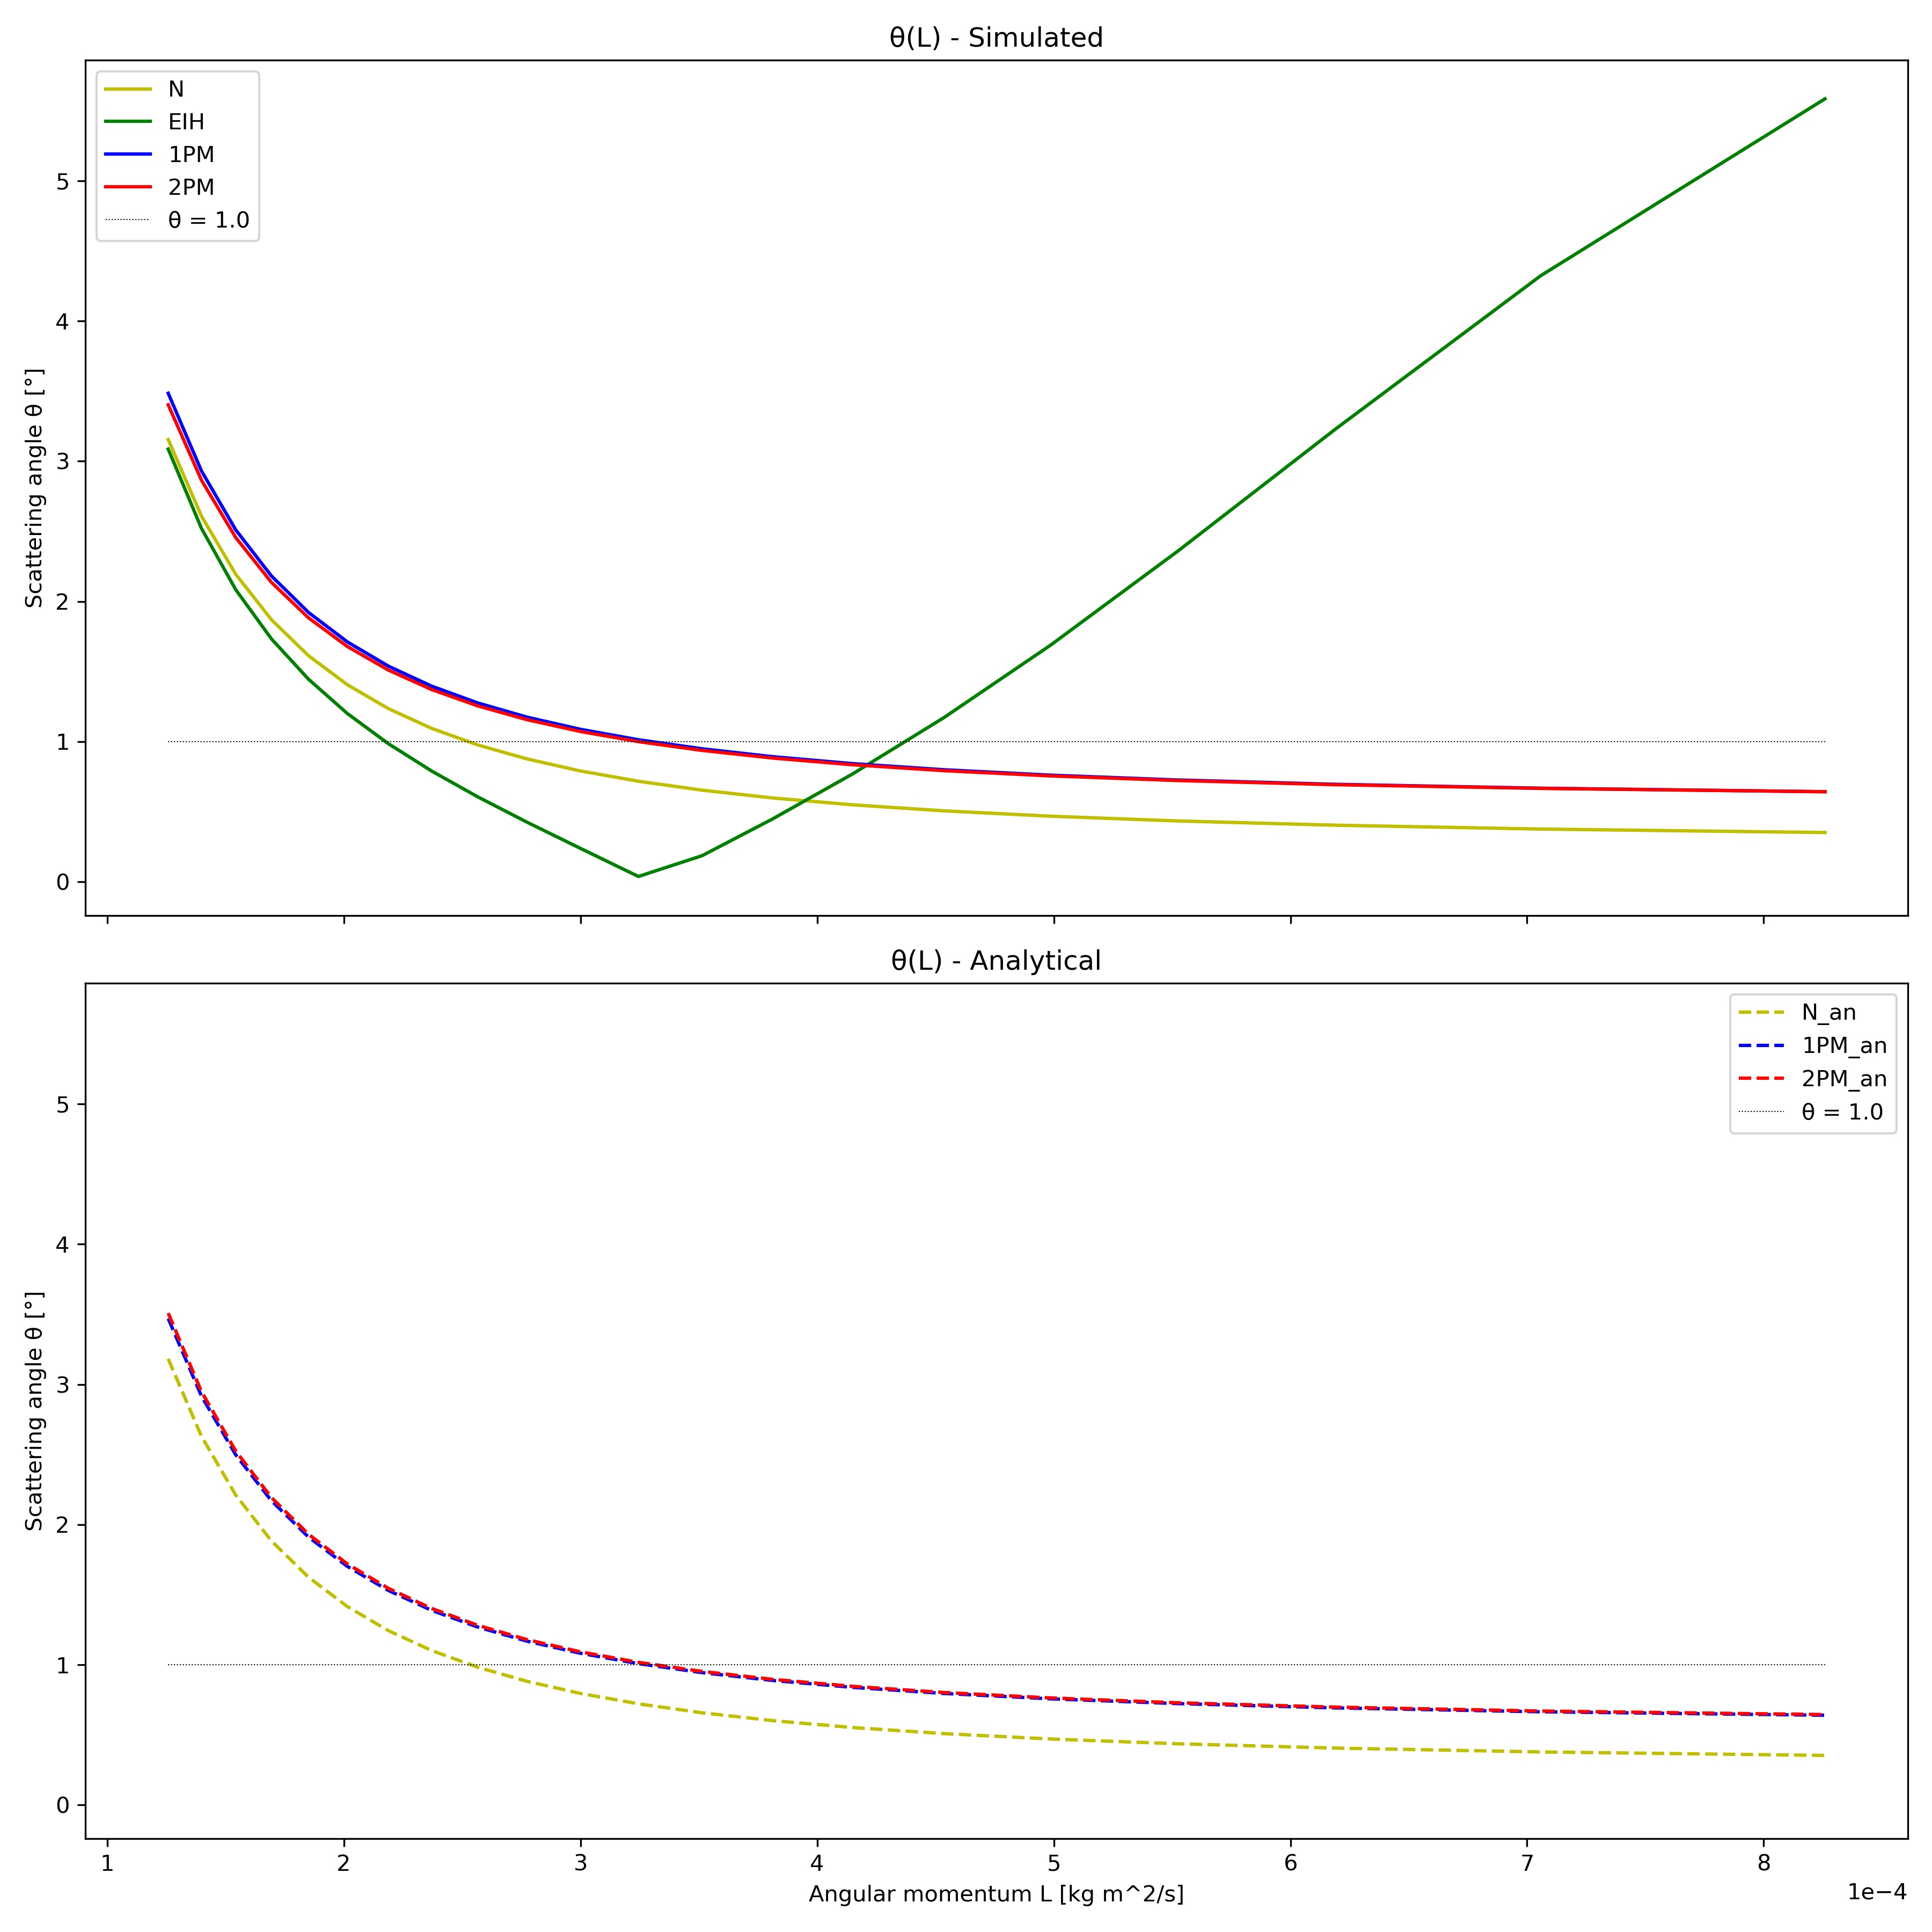 θ(L) - Simulated
N
EIH
1PM
2PM
θ = 1.0
Scattering angle θ [°]
5
4
3
2
1
0
θ(L) - Analytical
N_an
1PM_an
2PM_an
θ = 1.0
Scattering angle θ [°]
5
4
3
2
1
0
1 2 3 4 5 6 7 8
Angular momentum L [kg m^2/s]
1e−4